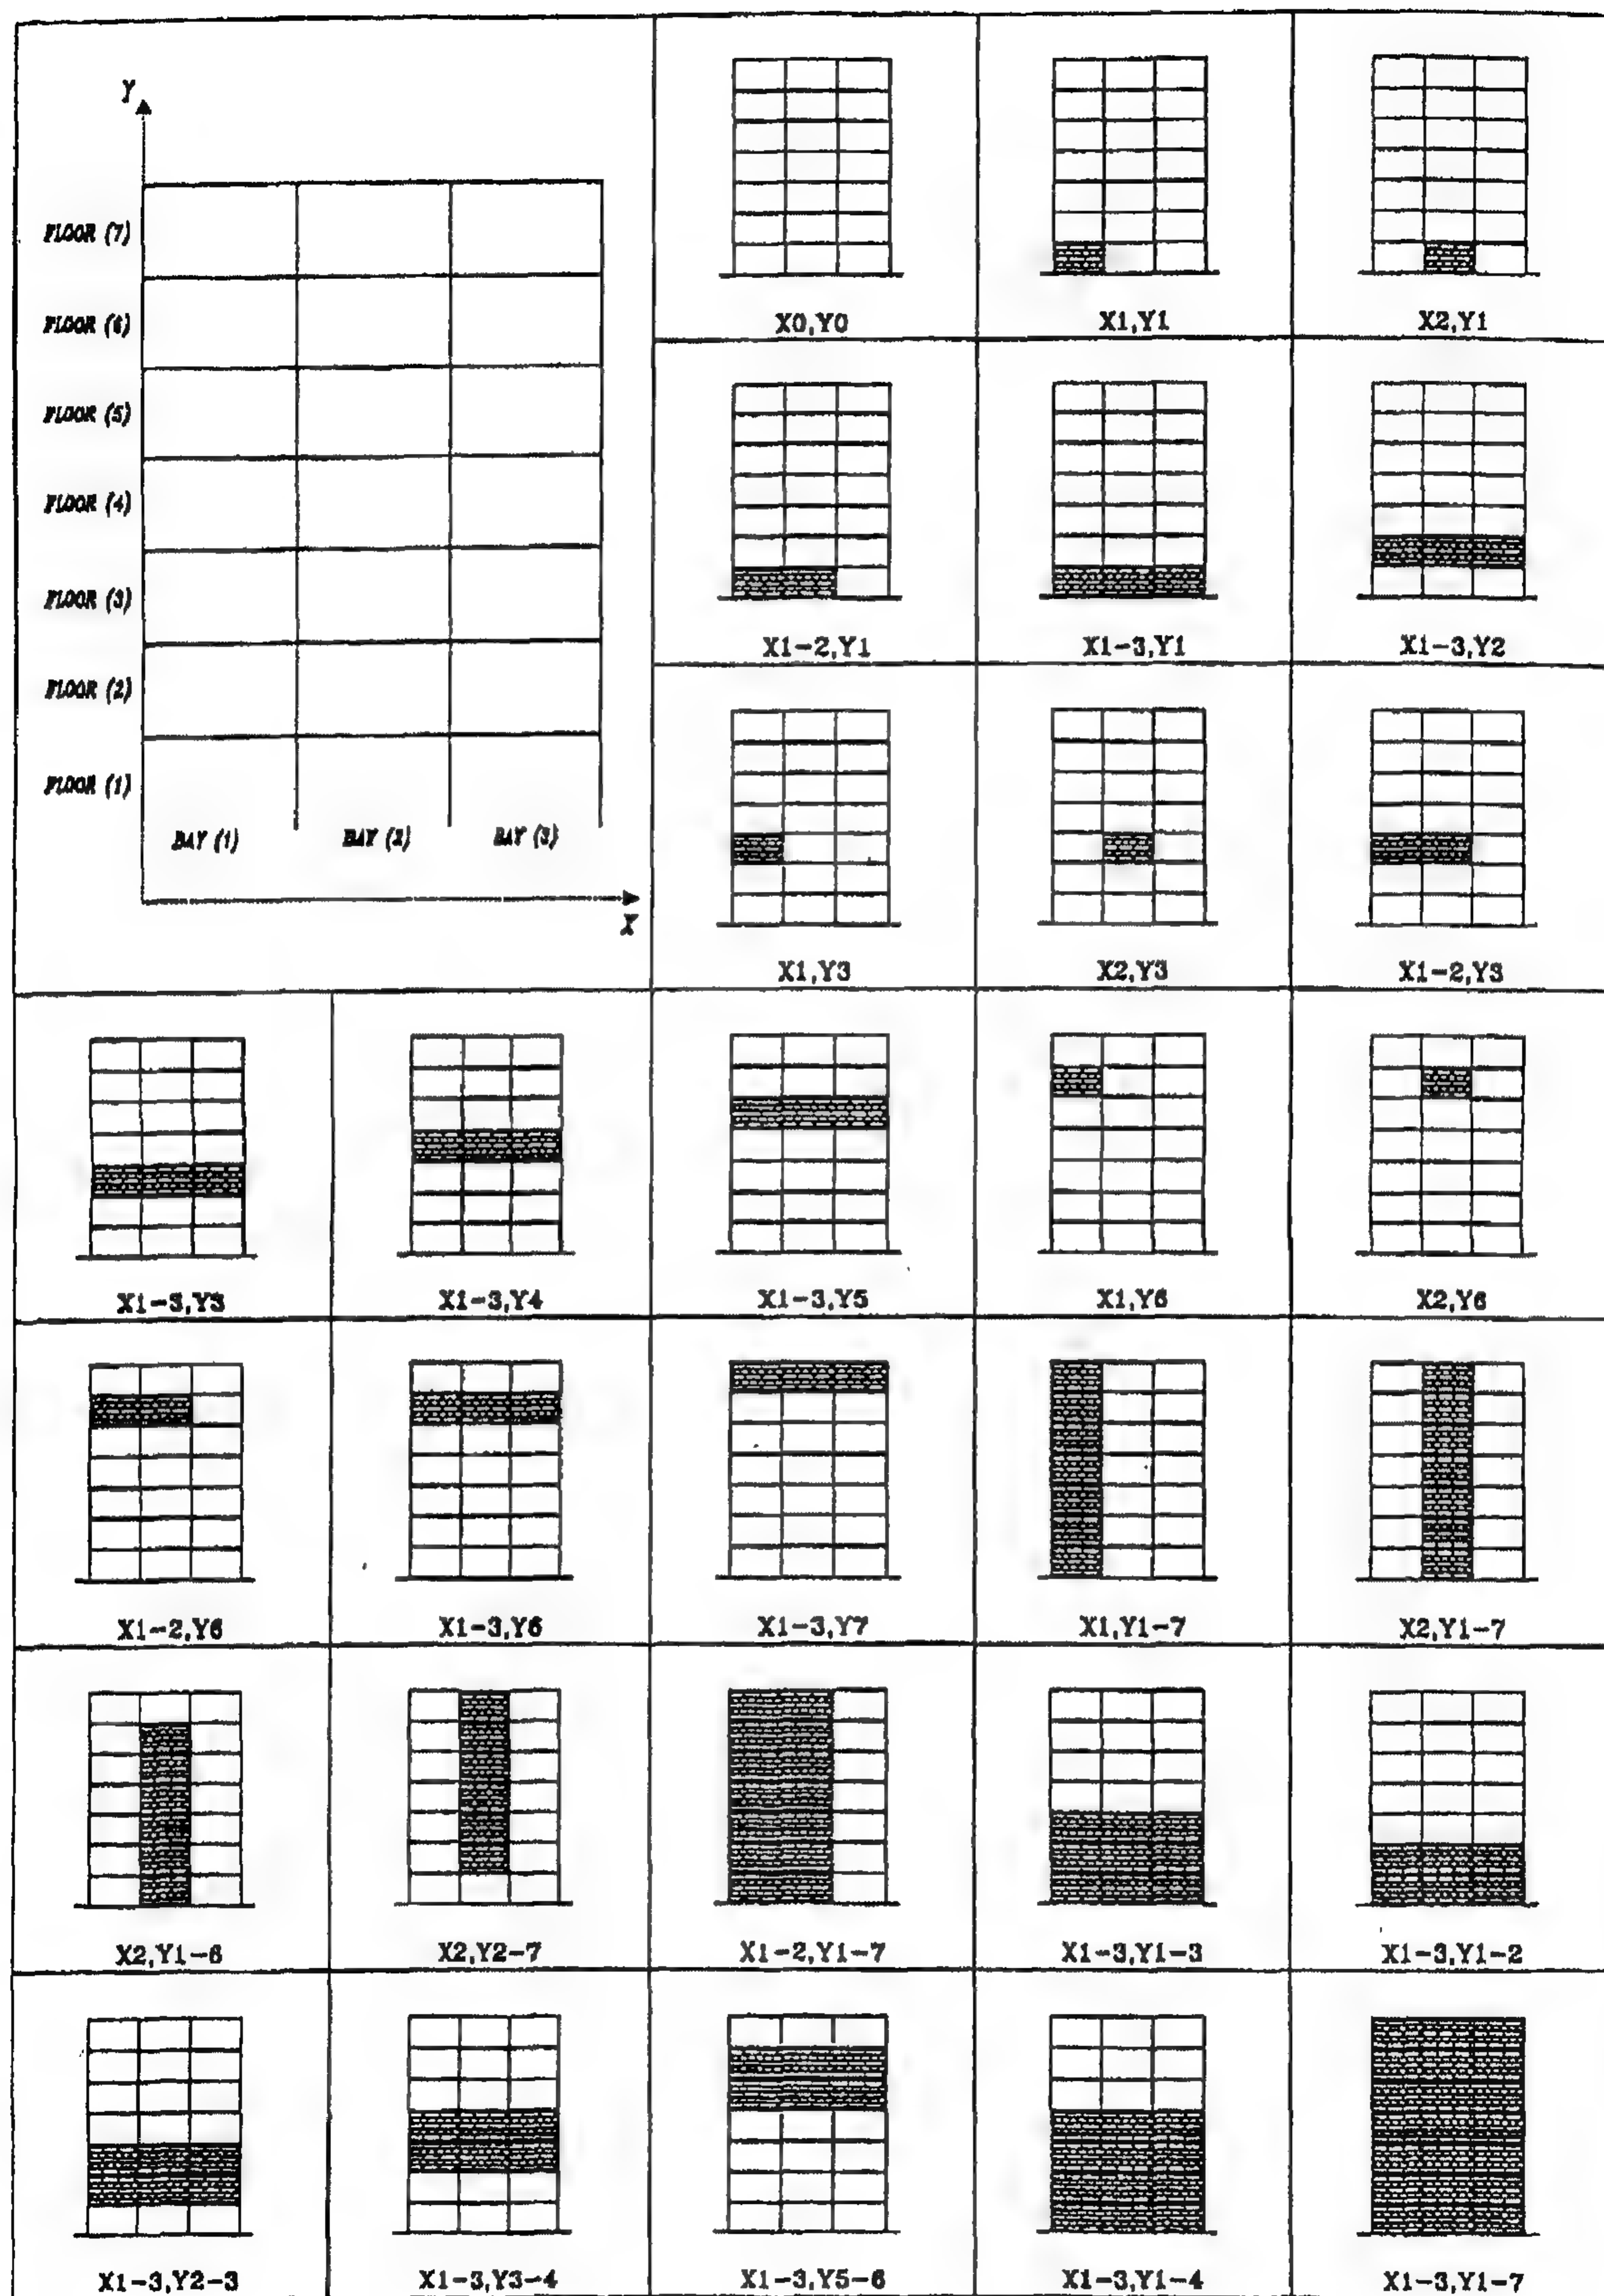 Y
FLOOR (7)
FLOOR (6)
FLOOR (5)
FLOOR (4)
FLOOR (3)
FLOOR (2)
FLOOR (1)
BAY (1) BAY (2) BAY (3)
X
X0,Y0 X1,Y1 X2,Y1
X1-2,Y1 X1-3,Y1 X1-3,Y2
X1,Y3 X2,Y3 X1-2,Y3
X1-3,Y3 X1-3,Y4 X1-3,Y5 X1,Y6 X2,Y6
X1-2,Y6 X1-3,Y6 X1-3,Y7 X1,Y1-7 X2,Y1-7
X2,Y1-6 X2,Y2-7 X1-2,Y1-7 X1-3,Y1-3 X1-3,Y1-2
X1-3,Y2-3 X1-3,Y3-4 X1-3,Y5-6 X1-3,Y1-4 X1-3,Y1-7